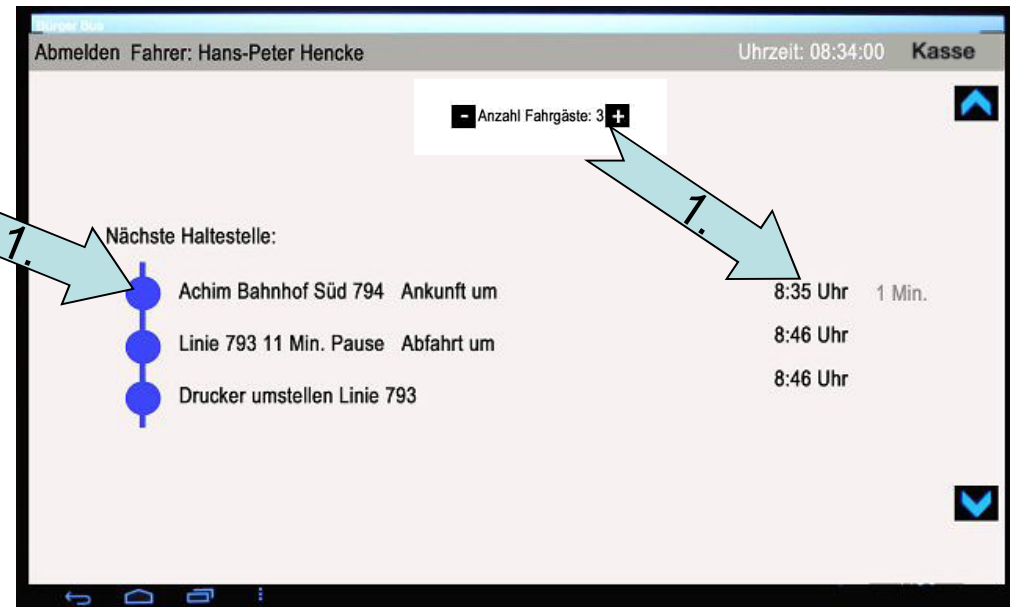 Bürger Bus
Abmelden Fahrer: Hans-Peter Hencke Uhrzeit: 08:34:00 Kasse
- Anzahl Fahrgäste: 3 +
1.
1.
Nächste Haltestelle:
Achim Bahnhof Süd 794 Ankunft um 8:35 Uhr 1 Min.
Linie 793 11 Min. Pause Abfahrt um 8:46 Uhr
Drucker umstellen Linie 793 8:46 Uhr